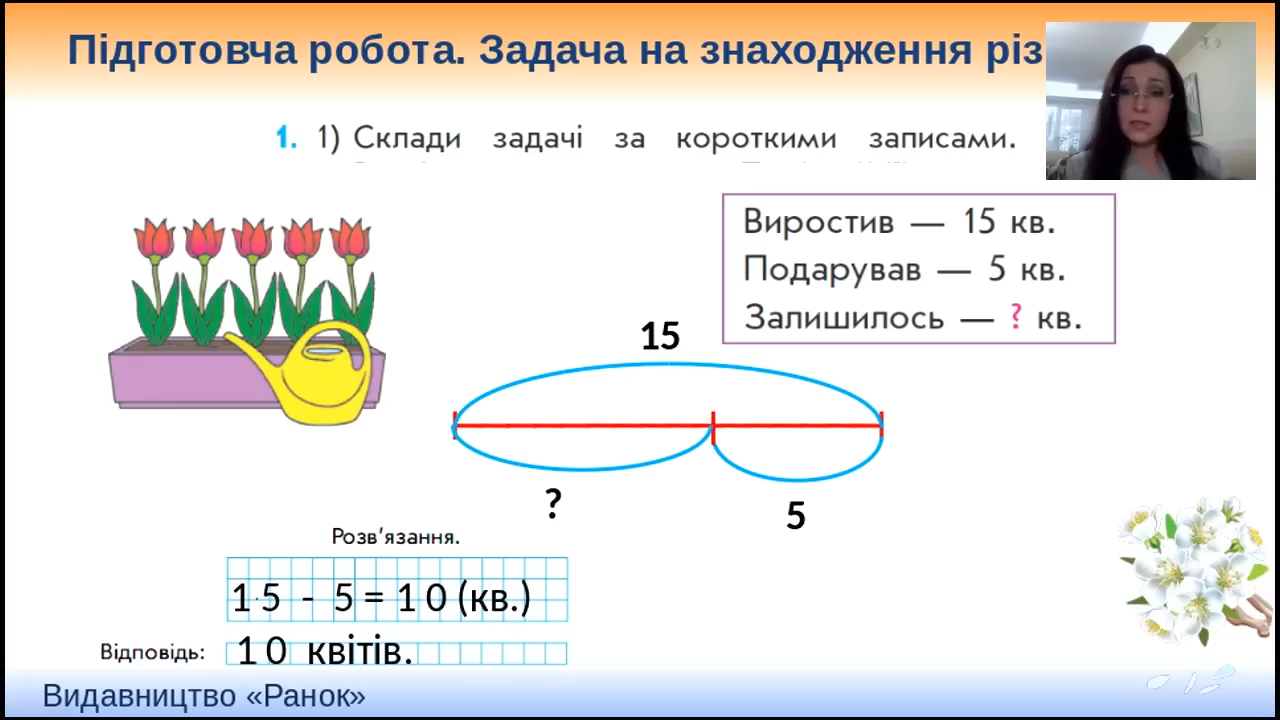 Підготовча робота. Задача на знаходження різ
1. 1) Склади задачі за короткими записами.
Виростив — 15 кв.
Подарував — 5 кв.
Залишилось — ? кв.
15
?
5
Розв'язання.
15 - 5 = 10 (кв.)
Відповідь: 10 квітів.
Видавництво «Ранок»